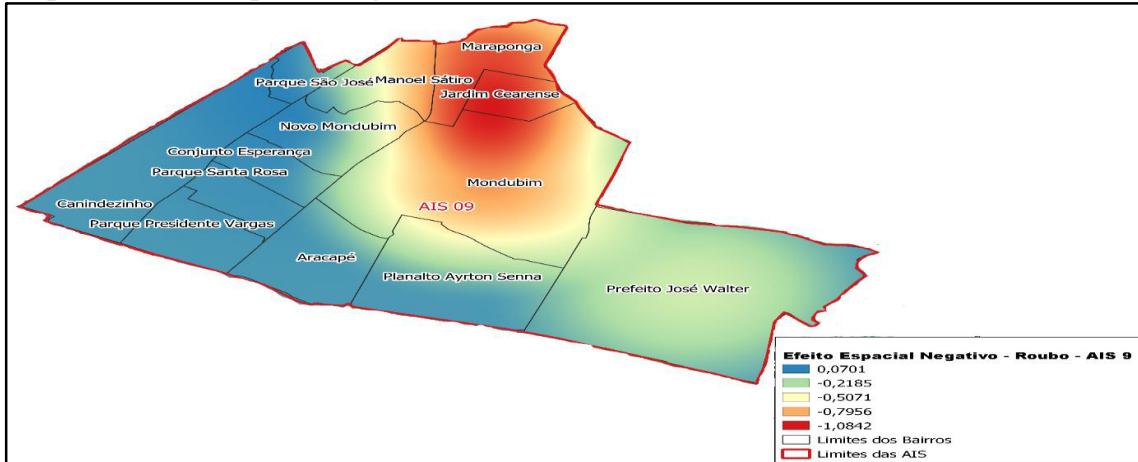 Maraponga
Parque São José
Manoel Sátiro
Jardim Cearense
Novo Mondubim
Conjunto Esperança
Parque Santa Rosa
Mondubim
Canindezinho
AIS 09
Parque Presidente Vargas
Aracapé
Planalto Ayrton Senna
Prefeito José Walter
Efeito Espacial Negativo - Roubo - AIS 9
0,0701
-0,2185
-0,5071
-0,7956
-1,0842
Limites dos Bairros
Limites das AIS